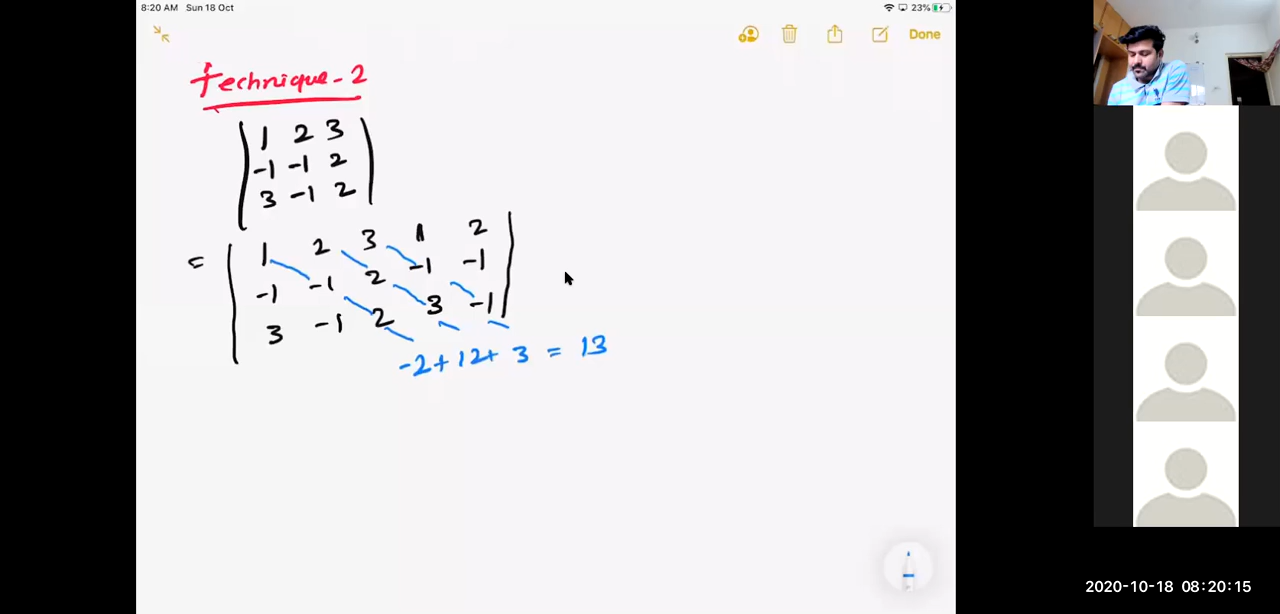 8:20 AM Sun 18 Oct
23%
Done
Technique-2
1 2 3
-1 -1 2
3 -1 2
= 1 2 3 1 2
-1 -1 2 -1 -1
3 -1 2 3 -1
-2+12+ 3 = 13
2020-10-18 08:20:15